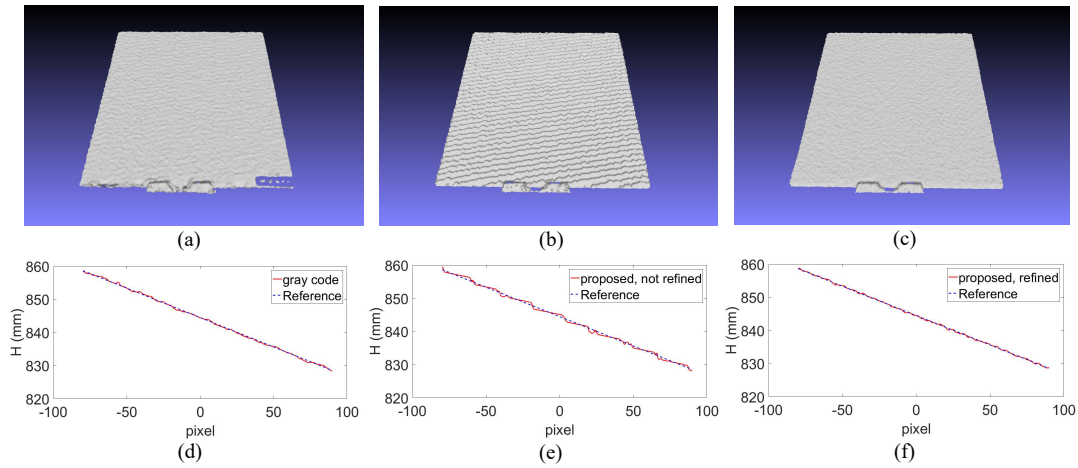 (a) (b) (c)
860 850 840 830 820
H (mm)
gray code
Reference
-100 -50 0 50 100
pixel
(d)
860 850 840 830 820
H (mm)
proposed, not refined
Reference
-100 -50 0 50 100
pixel
(e)
860 850 840 830 820
H (mm)
proposed, refined
Reference
-100 -50 0 50 100
pixel
(f)